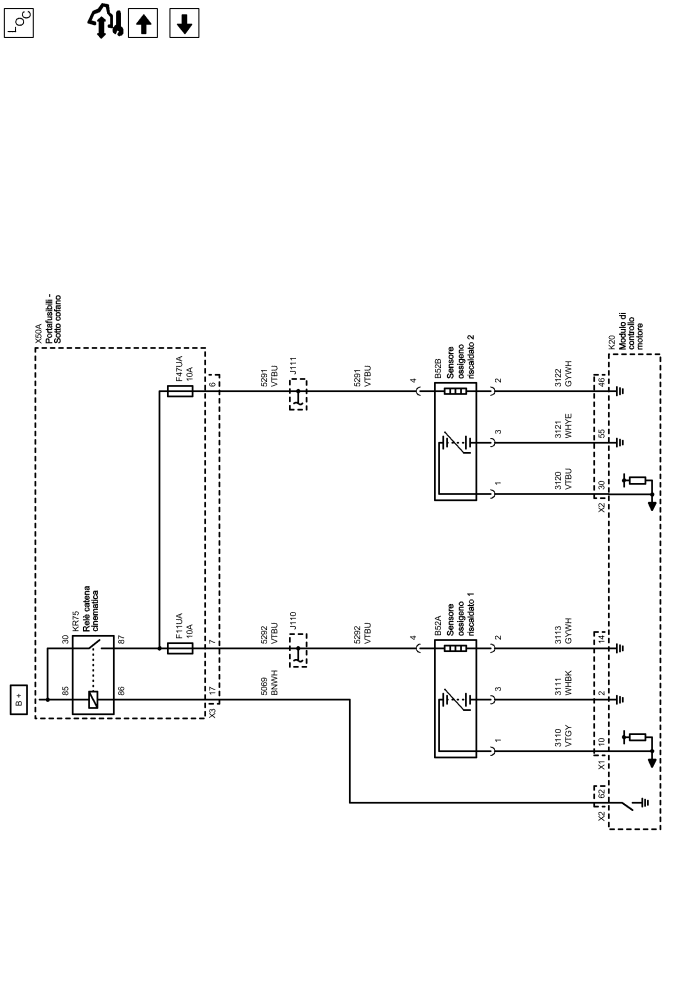 LOC
B +
X50A
Portafusibili -
Sotto cofano
KR75
Relè catena
cinematica
85
30
86
87
F11UA
10A
F47UA
10A
X3
17
7
6
5069
BNWH
5292
VTBU
J110
5292
VTBU
5291
VTBU
J111
5291
VTBU
4
B52A
Sensore
ossigeno
riscaldato 1
1
3
2
4
B52B
Sensore
ossigeno
riscaldato 2
1
3
2
3110
VTGY
3111
WHBK
3113
GYWH
3120
VTBU
3121
WHYE
3122
GYWH
X2
62
X1
10
2
14
X2
30
55
46
K20
Modulo di
controllo
motore